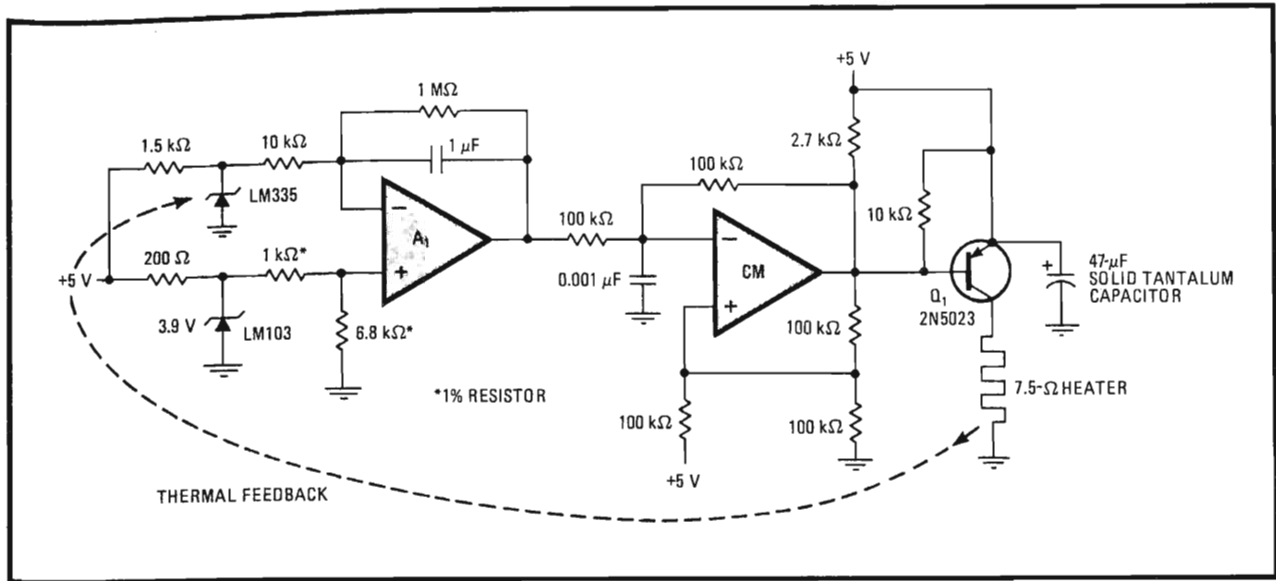 +5 V
1 MΩ
1.5 kΩ
10 kΩ
1 μF
2.7 kΩ
LM335
100 kΩ
10 kΩ
−
A₁
+
100 kΩ
−
CM
+
0.001 μF
200 Ω
1 kΩ*
+5 V
3.9 V
LM103
6.8 kΩ*
*1% RESISTOR
Q₁
2N5023
+
47-μF
SOLID TANTALUM
CAPACITOR
100 kΩ
7.5-Ω HEATER
100 kΩ
100 kΩ
+5 V
THERMAL FEEDBACK